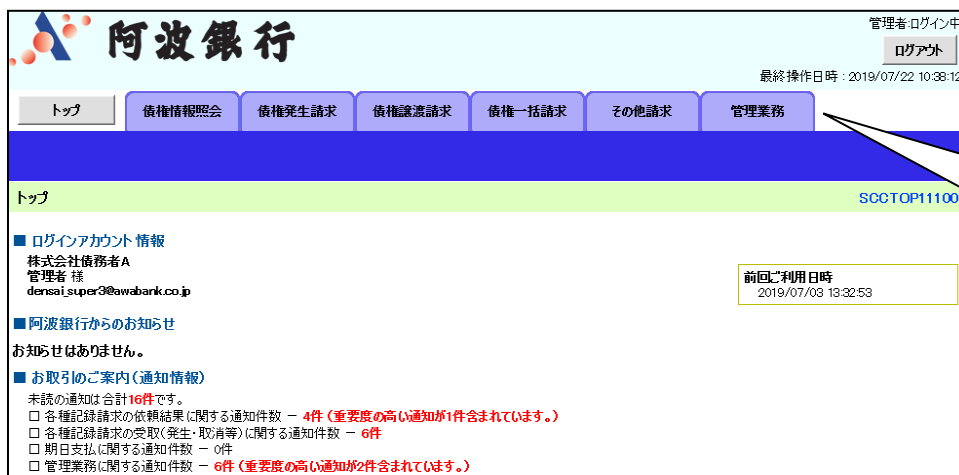 阿波銀行
管理者:ログイン中
ログアウト
最終操作日時：2019/07/22 10:38:12
トップ 債権情報照会 債権発生請求 債権譲渡請求 債権一括請求 その他請求 管理業務
トップ SCCTOP11100
■ ログインアカウント情報
株式会社債務者A
管理者 様
densai_super3@awabank.co.jp
前回ご利用日時
2019/07/03 13:32:53
■ 阿波銀行からのお知らせ
お知らせはありません。
■ お取引のご案内(通知情報)
未読の通知は合計16件です。
□ 各種記録請求の依頼結果に関する通知件数 － 4件 (重要度の高い通知が1件含まれています。)
□ 各種記録請求の受取(発生・取消等)に関する通知件数 － 6件
□ 期日支払に関する通知件数 － 0件
□ 管理業務に関する通知件数 － 6件 (重要度の高い通知が2件含まれています。)